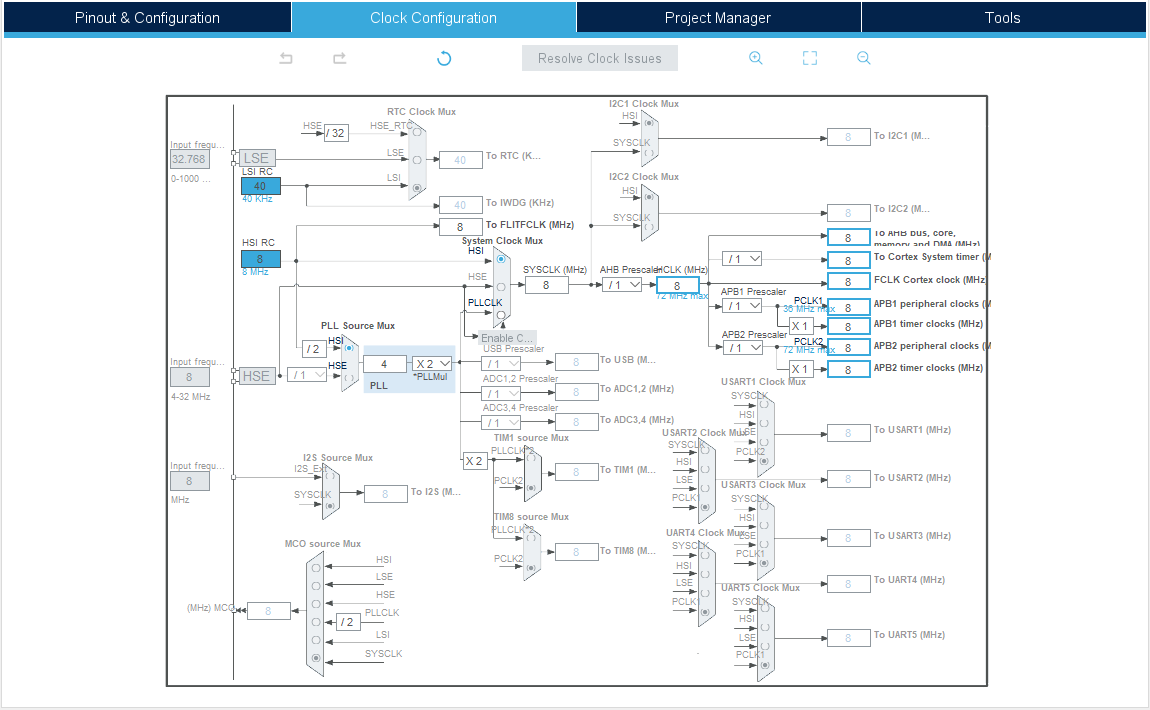 Pinout & Configuration
Clock Configuration
Project Manager
Tools
Resolve Clock Issues
RTC Clock Mux
HSE
/ 32
HSE_RTC
Input frequ...
32.768
0-1000 ...
LSE
LSE
LSI RC
40
40 KHz
LSI
40
To RTC (K...
40
To IWDG (KHz)
8
To FLITFCLK (MHz)
HSI RC
8
8 MHz
System Clock Mux
HSI
HSE
PLLCLK
Enable C...
SYSCLK (MHz)
8
AHB Prescaler
/ 1
HCLK (MHz)
8
72 MHz max
I2C1 Clock Mux
HSI
SYSCLK
8
To I2C1 (M...
I2C2 Clock Mux
HSI
SYSCLK
8
To I2C2 (M...
8
To AHB bus, core,
memory and DMA (MHz)
/ 1
8
To Cortex System timer (M
8
FCLK Cortex clock (MHz)
APB1 Prescaler
/ 1
PCLK1
36 MHz max
8
APB1 peripheral clocks (M
X 1
8
APB1 timer clocks (MHz)
APB2 Prescaler
/ 1
PCLK2
72 MHz max
8
APB2 peripheral clocks (M
X 1
8
APB2 timer clocks (MHz)
PLL Source Mux
/ 2
HSI
HSE
Input frequ...
8
4-32 MHz
HSE
/ 1
4
X 2
*PLLMul
PLL
USB Prescaler
/ 1
8
To USB (M...
ADC1,2 Prescaler
/ 1
8
To ADC1,2 (MHz)
ADC3,4 Prescaler
/ 1
8
To ADC3,4 (MHz)
TIM1 source Mux
X 2
PLLCLK*2
PCLK2
8
To TIM1 (M...
TIM8 source Mux
PLLCLK*2
PCLK2
8
To TIM8 (M...
Input frequ...
8
MHz
I2S Source Mux
I2S_Ext
SYSCLK
8
To I2S (M...
MCO source Mux
HSI
LSE
HSE
/ 2
PLLCLK
LSI
SYSCLK
(MHz) MCO
8
USART1 Clock Mux
SYSCLK
HSI
LSE
PCLK2
8
To USART1 (MHz)
USART2 Clock Mux
SYSCLK
HSI
LSE
PCLK1
8
To USART2 (MHz)
USART3 Clock Mux
SYSCLK
HSI
LSE
PCLK1
8
To USART3 (MHz)
UART4 Clock Mux
SYSCLK
HSI
LSE
PCLK1
8
To UART4 (MHz)
UART5 Clock Mux
SYSCLK
HSI
LSE
PCLK1
8
To UART5 (MHz)